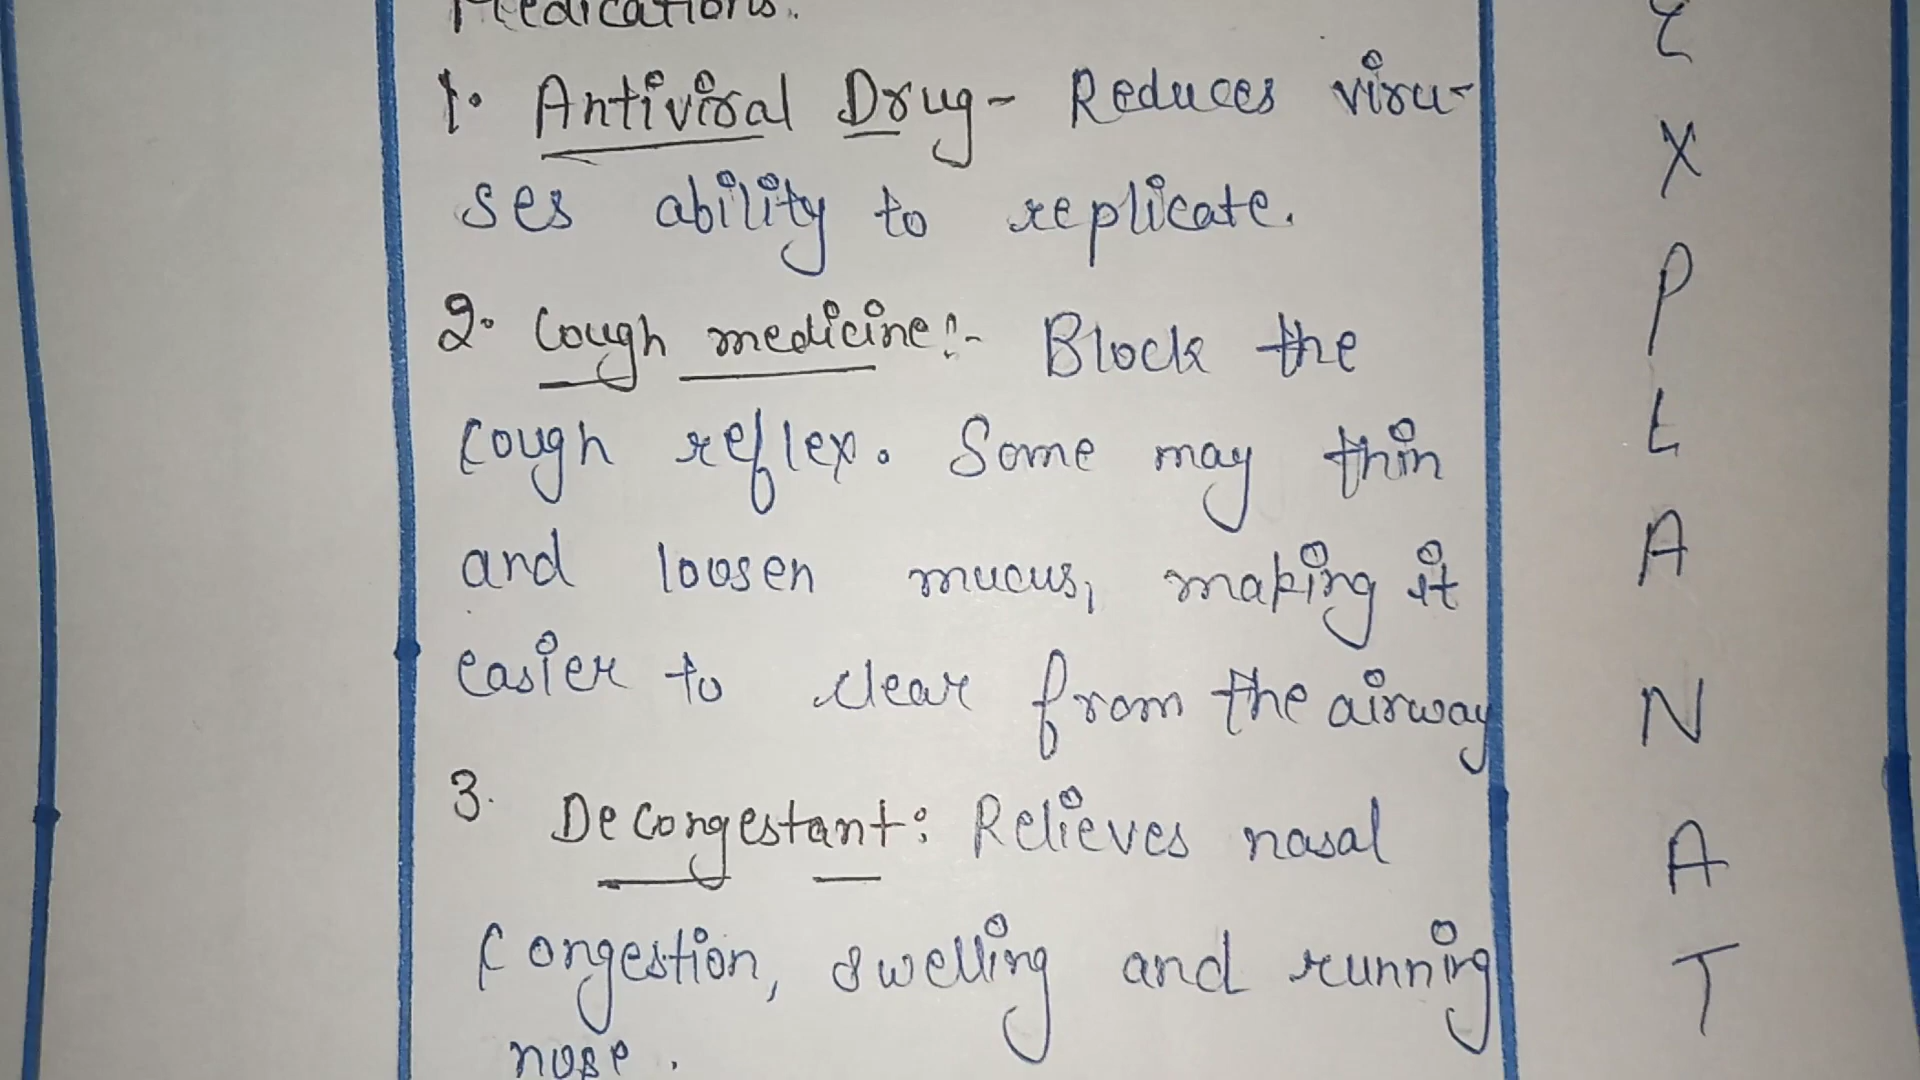 Medications.
1. Antiviral Drug- Reduces viru-
ses ability to replicate.
2. Cough medicine:- Block the
cough reflex. Some may thin
and loosen mucus, making it
easier to clear from the airway
3. Decongestant: Relieves nasal
congestion, swelling and running
nose.
E
X
P
L
A
N
A
T